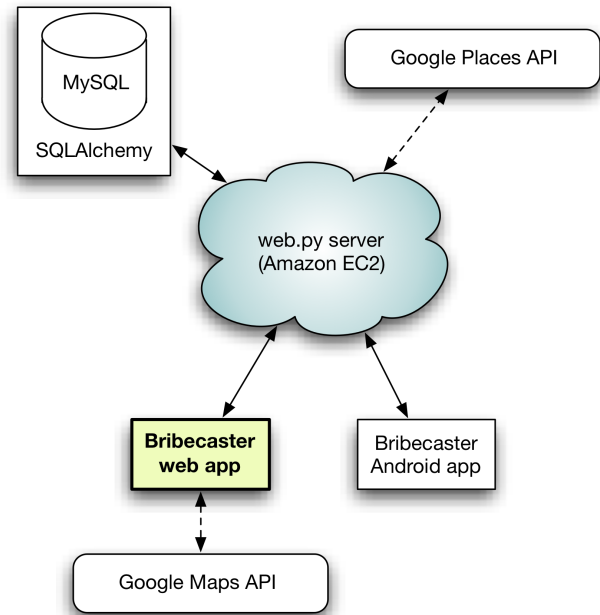 MySQL
SQLAlchemy
Google Places API
web.py server
(Amazon EC2)
Bribecaster
web app
Bribecaster
Android app
Google Maps API